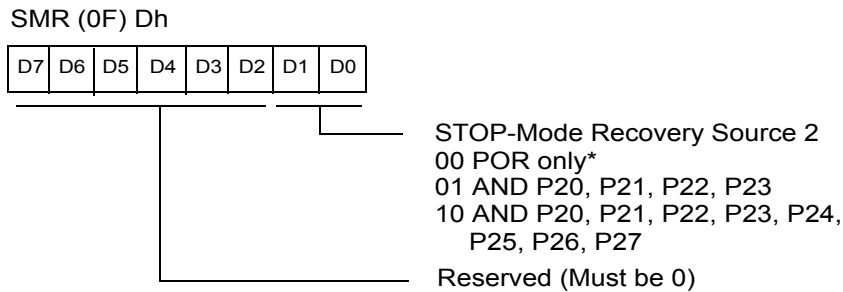 SMR (0F) Dh
D7 D6 D5 D4 D3 D2 D1 D0
STOP-Mode Recovery Source 2
00 POR only*
01 AND P20, P21, P22, P23
10 AND P20, P21, P22, P23, P24,
P25, P26, P27
Reserved (Must be 0)